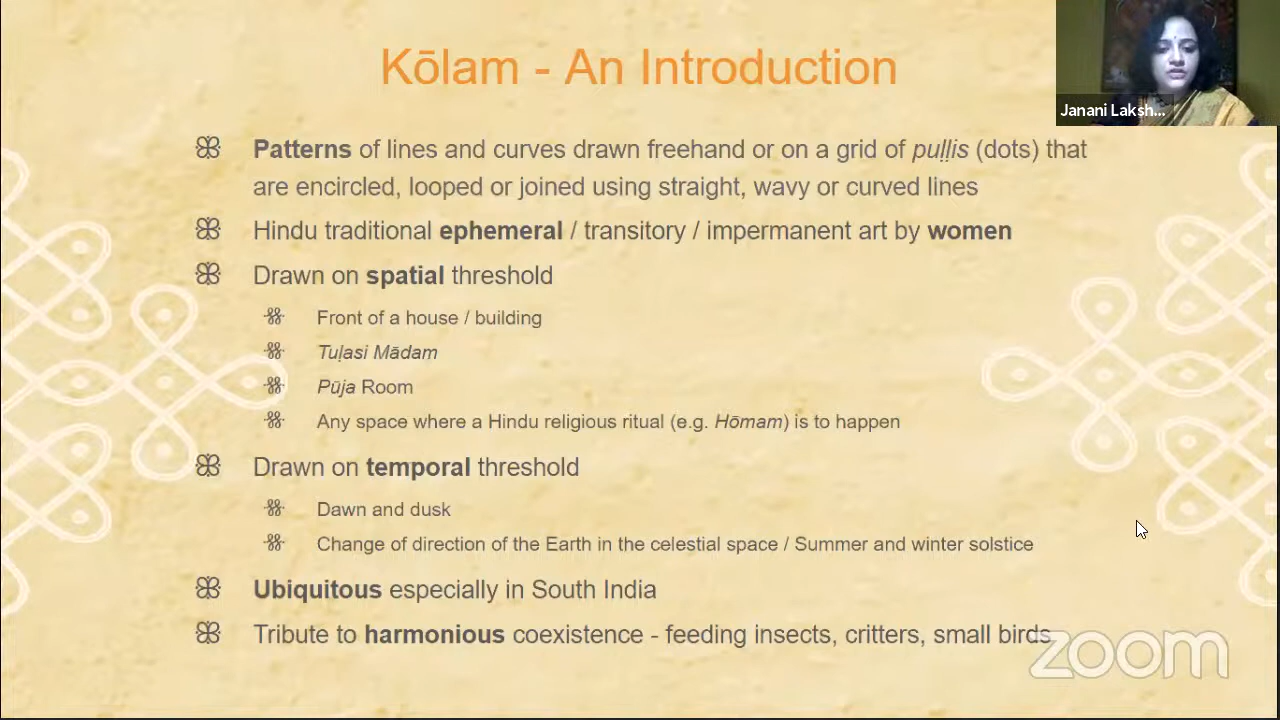 Kōlam - An Introduction
Janani Laksh...
Patterns of lines and curves drawn freehand or on a grid of puḷḷis (dots) that
are encircled, looped or joined using straight, wavy or curved lines
Hindu traditional ephemeral / transitory / impermanent art by women
Drawn on spatial threshold
Front of a house / building
Tuḷasi Mādam
Pūja Room
Any space where a Hindu religious ritual (e.g. Hōmam) is to happen
Drawn on temporal threshold
Dawn and dusk
Change of direction of the Earth in the celestial space / Summer and winter solstice
Ubiquitous especially in South India
Tribute to harmonious coexistence - feeding insects, critters, small birds
zoom